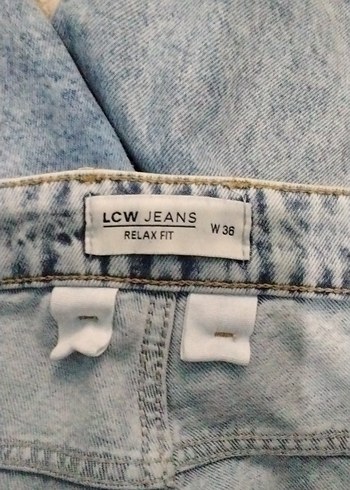 LCW JEANS
RELAX FIT
W 36